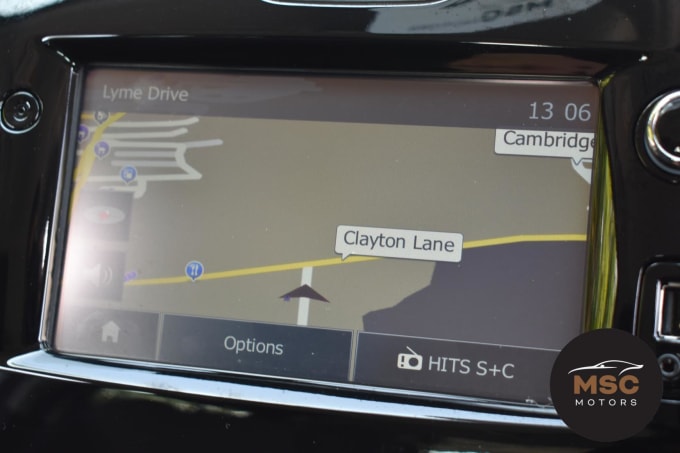 Lyme Drive
13 06
Cambridge
Clayton Lane
Options
HITS S+C
MSC
MOTORS